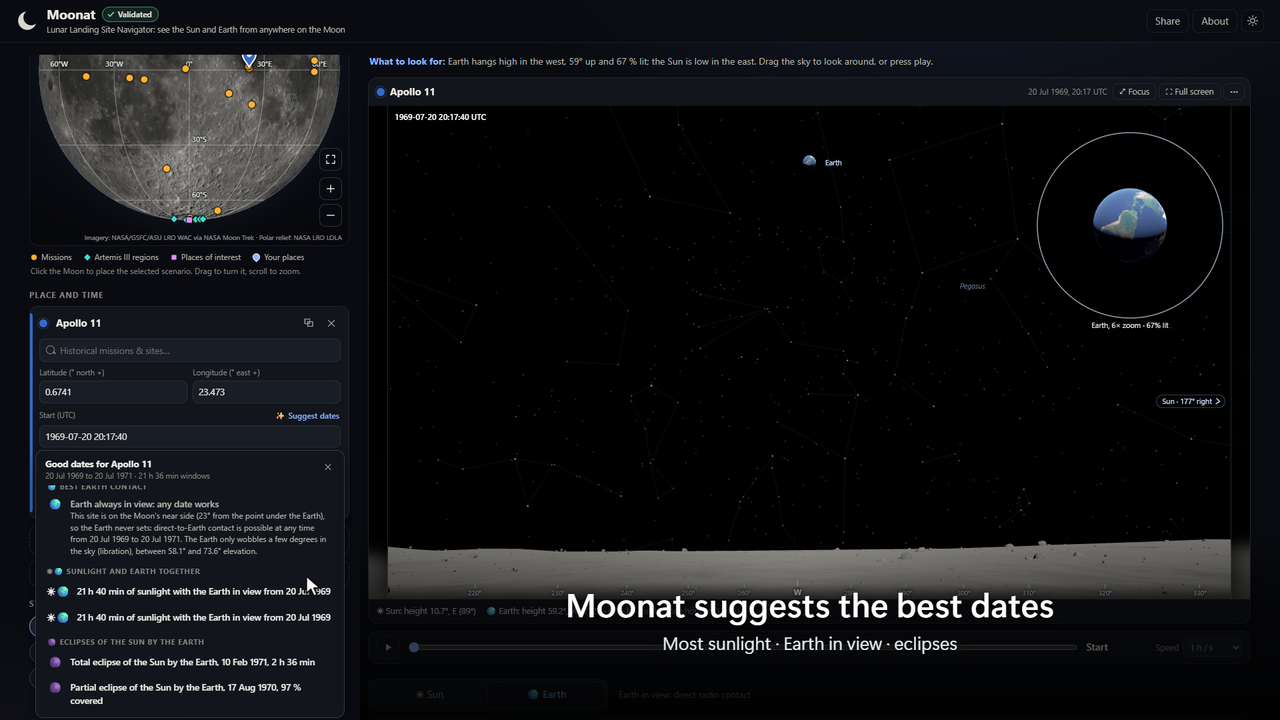 Moonat
Validated
Lunar Landing Site Navigator: see the Sun and Earth from anywhere on the Moon
Share
About
60°W 30°W 0° 30°E 60°E
30°S
60°S
+
−
Imagery: NASA/GSFC/ASU LRO WAC via NASA Moon Trek · Polar relief: NASA LRO LOLA
Missions
Artemis III regions
Places of interest
Your places
Click the Moon to place the selected scenario. Drag to turn it, scroll to zoom.
PLACE AND TIME
Apollo 11
Historical missions & sites...
Latitude (° north +)
Longitude (° east +)
0.6741
23.473
Start (UTC)
Suggest dates
1969-07-20 20:17:40
Good dates for Apollo 11
20 Jul 1969 to 20 Jul 1971 · 21 h 36 min windows
BEST EARTH CONTACT
Earth always in view: any date works
This site is on the Moon's near side (23° from the point under the Earth),
so the Earth never sets: direct-to-Earth contact is possible at any time
from 20 Jul 1969 to 20 Jul 1971. The Earth only wobbles a few degrees in
the sky (libration), between 58.1° and 73.6° elevation.
SUNLIGHT AND EARTH TOGETHER
21 h 40 min of sunlight with the Earth in view from 20 Jul 1969
21 h 40 min of sunlight with the Earth in view from 20 Jul 1969
ECLIPSES OF THE SUN BY THE EARTH
Total eclipse of the Sun by the Earth, 10 Feb 1971, 2 h 36 min
Partial eclipse of the Sun by the Earth, 17 Aug 1970, 97 %
covered
What to look for: Earth hangs high in the west, 59° up and 67 % lit; the Sun is low in the east. Drag the sky to look around, or press play.
Apollo 11
20 Jul 1969, 20:17 UTC
Focus
Full screen
1969-07-20 20:17:40 UTC
Earth
Pegasus
Earth, 6× zoom · 67% lit
Sun · 177° right
220° 230° 240° 250° 260° W 280° 290° 300° 310° 320°
Sun: height 10.7°, E (89°)
Earth: height 59.2°
Moonat suggests the best dates
Most sunlight · Earth in view · eclipses
Start
Speed
1 h / s
Sun
Earth
Earth in view: direct radio contact